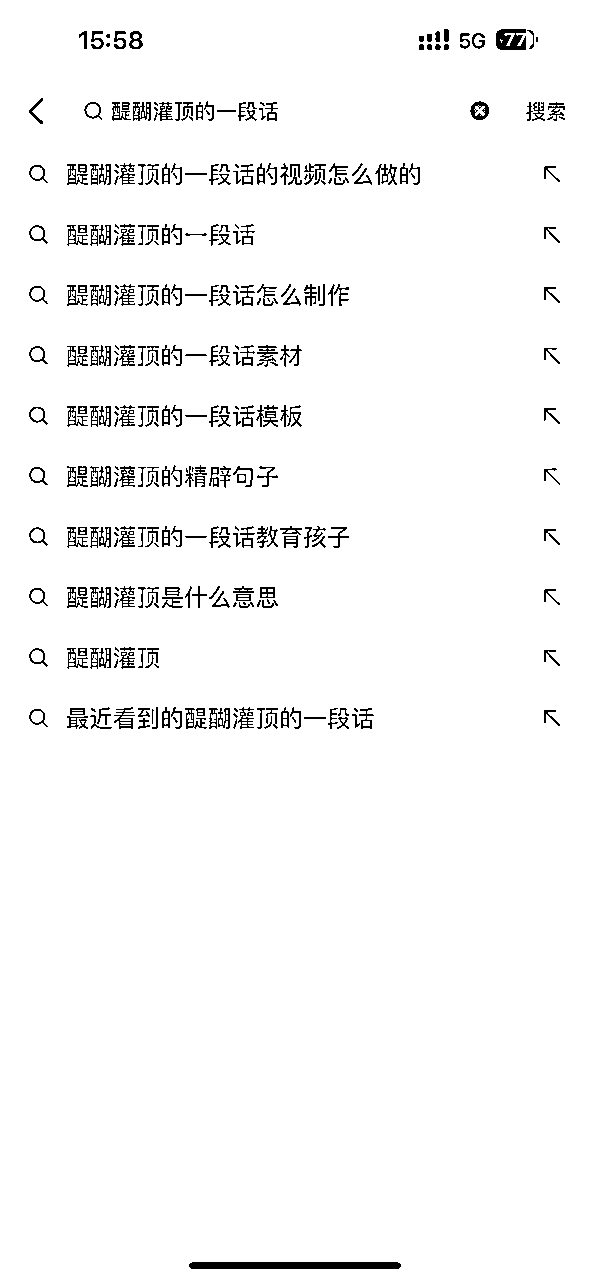 15:58 5G 77
醍醐灌顶的一段话 搜索
醍醐灌顶的一段话的视频怎么做的
醍醐灌顶的一段话
醍醐灌顶的一段话怎么制作
醍醐灌顶的一段话素材
醍醐灌顶的一段话模板
醍醐灌顶的精辟句子
醍醐灌顶的一段话教育孩子
醍醐灌顶是什么意思
醍醐灌顶
最近看到的醍醐灌顶的一段话